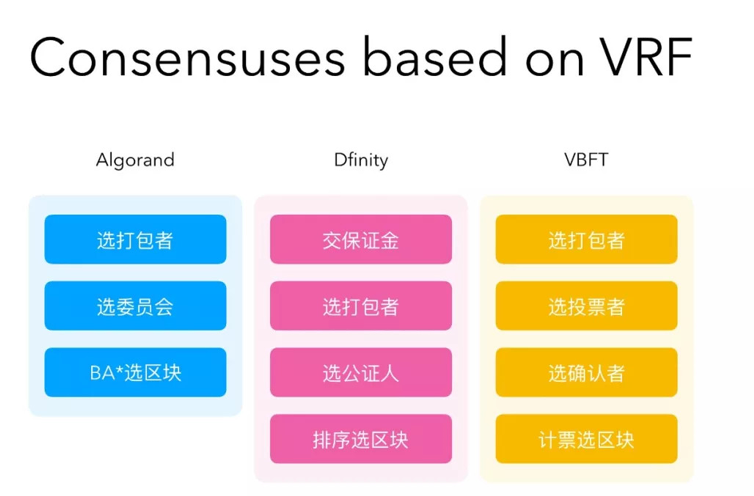 Consensuses based on VRF
Algorand
选打包者
选委员会
BA*选区块
Dfinity
交保证金
选打包者
选公证人
排序选区块
VBFT
选打包者
选投票者
选确认者
计票选区块